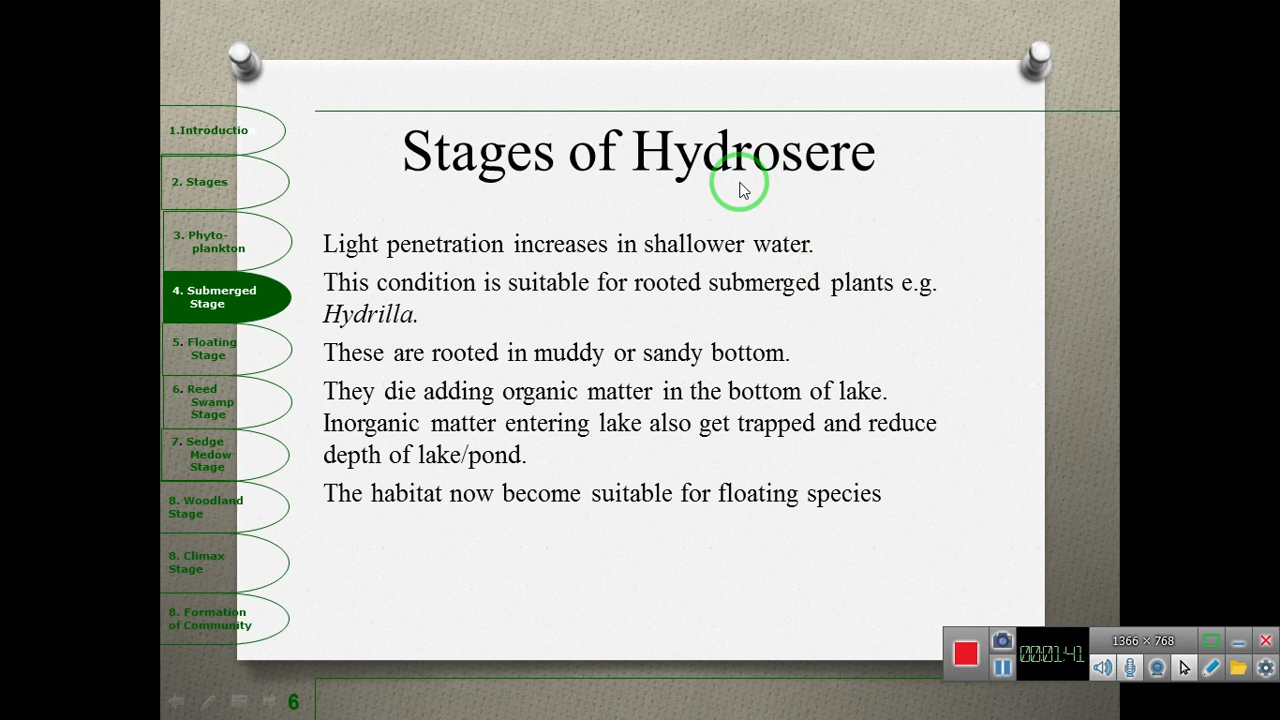 Stages of Hydrosere
1.Introductio
2. Stages
3. Phyto-
plankton
4. Submerged
Stage
5. Floating
Stage
6. Reed
Swamp
Stage
7. Sedge
Medow
Stage
8. Woodland
Stage
8. Climax
Stage
8. Formation
of Community
Light penetration increases in shallower water.
This condition is suitable for rooted submerged plants e.g.
Hydrilla.
These are rooted in muddy or sandy bottom.
They die adding organic matter in the bottom of lake.
Inorganic matter entering lake also get trapped and reduce
depth of lake/pond.
The habitat now become suitable for floating species
6
00:01:41
1366 × 768